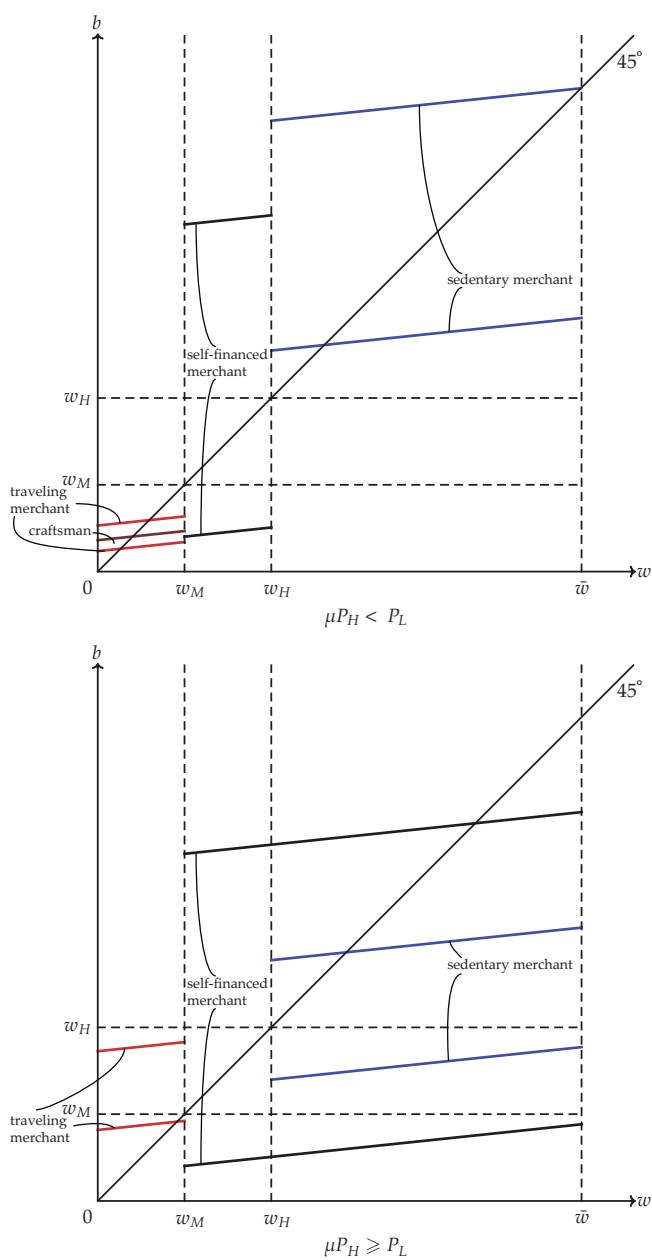 b
45°
sedentary merchant
self-financed
merchant
w_H
w_M
traveling
merchant
craftsman
0
w_M
w_H
w̄
w
μP_H < P_L
b
45°
sedentary merchant
self-financed
merchant
w_H
w_M
traveling
merchant
0
w_M
w_H
w̄
w
μP_H ⩾ P_L